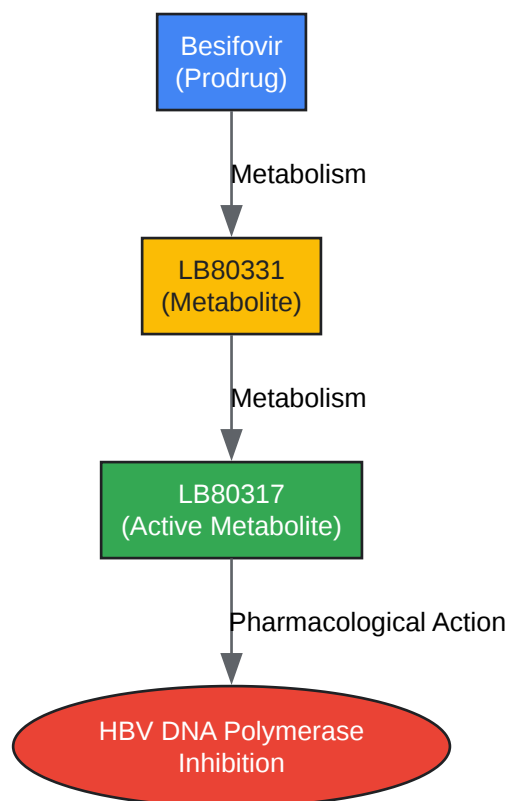 Besifovir
(Prodrug)
Metabolism
LB80331
(Metabolite)
Metabolism
LB80317
(Active Metabolite)
Pharmacological Action
HBV DNA Polymerase
Inhibition